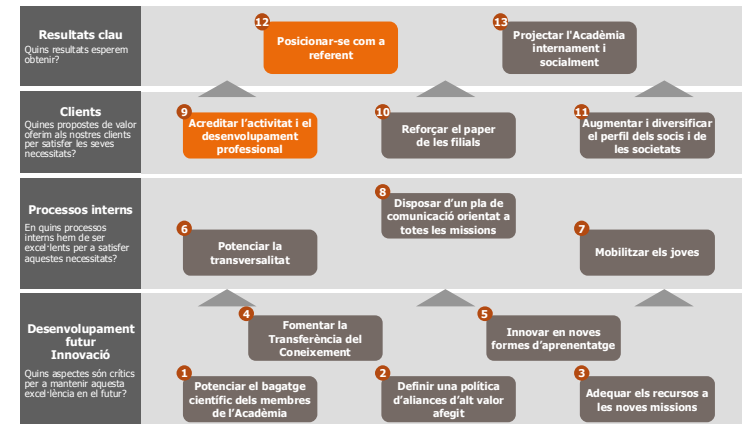 Resultats clau
Quins resultats esperem
obtenir?
12
Posicionar-se com a
referent
13
Projectar l'Acadèmia
internament i
socialment
Clients
Quines propostes de valor
oferim als nostres clients
per satisfer les seves
necessitats?
9
Acreditar l’activitat i el
desenvolupament
professional
10
Reforçar el paper
de les filials
11
Augmentar i diversificar
el perfil dels socis i de
les societats
Processos interns
En quins processos
interns hem de ser
excel·lents per a satisfer
aquestes necessitats?
6
Potenciar la
transversalitat
8
Disposar d’un pla de
comunicació orientat a
totes les missions
7
Mobilitzar els joves
Desenvolupament
futur
Innovació
Quins aspectes són crítics
per a mantenir aquesta
excel·lència en el futur?
4
Fomentar la
Transferència del
Coneixement
5
Innovar en noves
formes d’aprenentatge
1
Potenciar el bagatge
científic dels membres
de l’Acadèmia
2
Definir una política
d’aliances d’alt valor
afegit
3
Adequar els recursos a
les noves missions